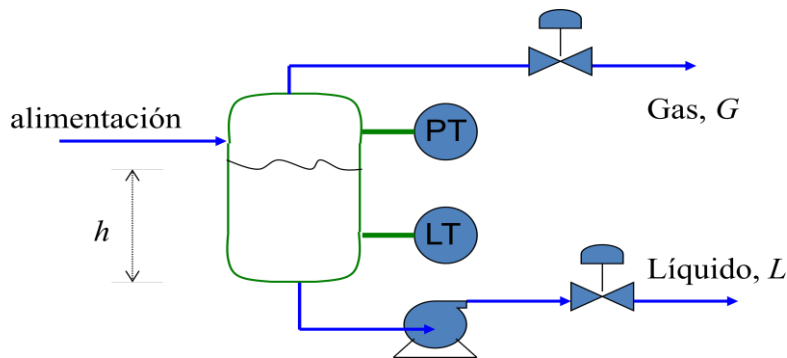 alimentación
PT
Gas, G
h
LT
Líquido, L